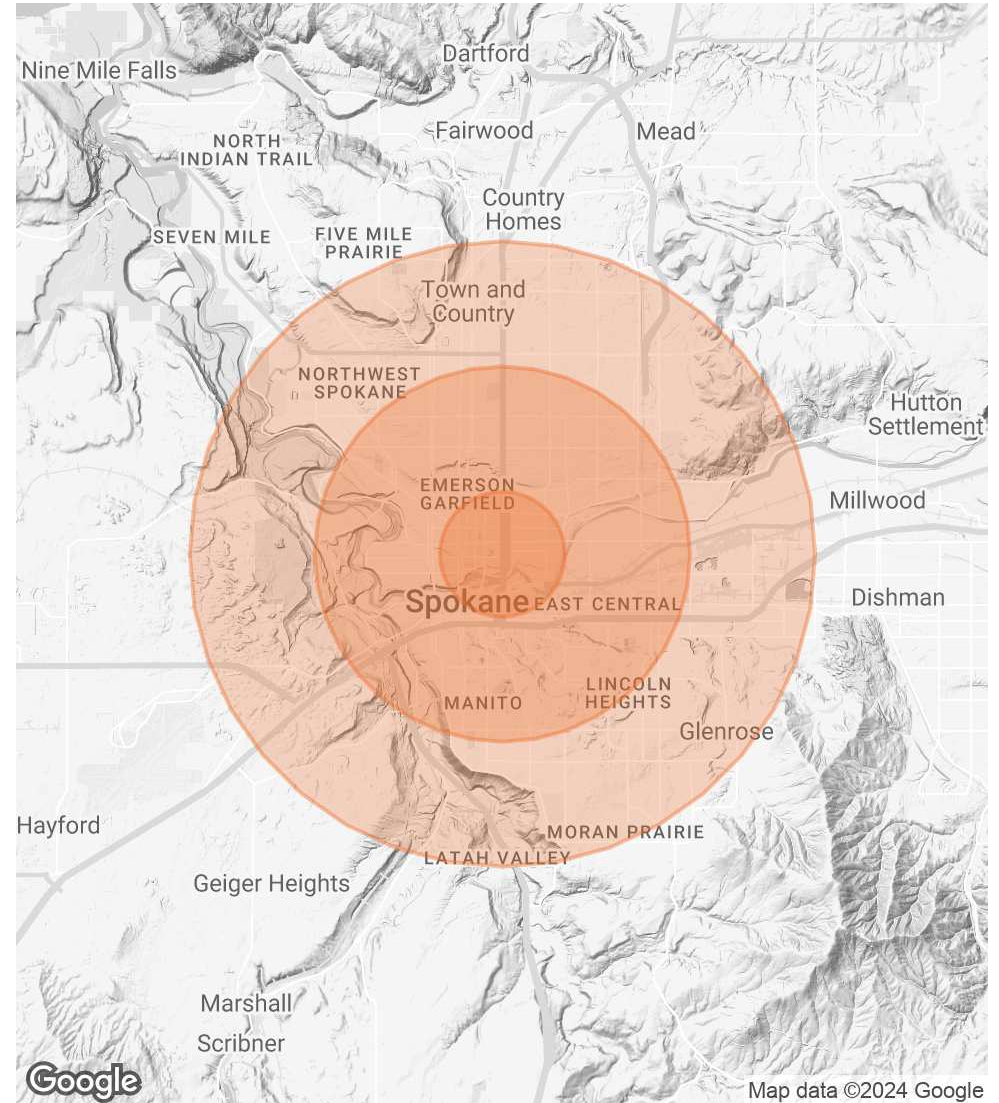 Dartford
Nine Mile Falls
Fairwood
Mead
NORTH
INDIAN TRAIL
Country
Homes
SEVEN MILE
FIVE MILE
PRAIRIE
Town and
Country
NORTHWEST
SPOKANE
Hutton
Settlement
EMERSON
GARFIELD
Millwood
Spokane
EAST CENTRAL
Dishman
LINCOLN
HEIGHTS
MANITO
Glenrose
Hayford
MORAN PRAIRIE
LATAH VALLEY
Geiger Heights
Marshall
Scribner
Google
Map data ©2024 Google